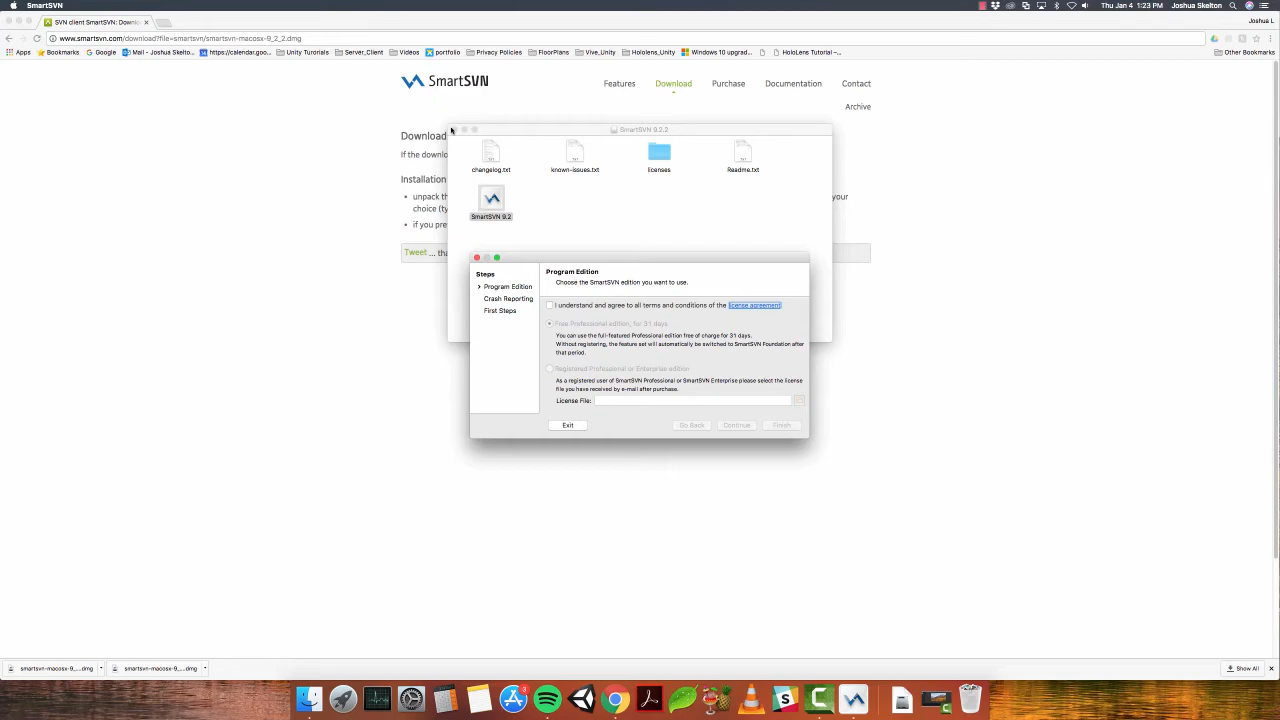 SmartSVN
Thu Jan 4 1:23 PM Joshua Skelton
SVN client SmartSVN: Downlo
Joshua L
www.smartsvn.com/download?file=smartsvn/smartsvn-macosx-9_2_2.dmg
Apps Bookmarks Google Mail - Joshua Skelto... https://calendar.goo... Unity Turorials Server_Client Videos portfolio Privacy Policies FloorPlans Vive_Unity Hololens_Unity Windows 10 upgrad... HoloLens Tutorial –... Other Bookmarks
SmartSVN
Features Download Purchase Documentation Contact
Archive
Download
If the downlo
Installation
unpack th
choice (ty
if you pre
your
Tweet ... tha
SmartSVN 9.2.2
changelog.txt known-issues.txt licenses Readme.txt
SmartSVN 9.2
Steps
Program Edition
Crash Reporting
First Steps
Program Edition
Choose the SmartSVN edition you want to use.
I understand and agree to all terms and conditions of the license agreement
Free Professional edition, for 31 days
You can use the full-featured Professional edition free of charge for 31 days.
Without registering, the feature set will automatically be switched to SmartSVN Foundation after
that period.
Registered Professional or Enterprise edition
As a registered user of SmartSVN Professional or SmartSVN Enterprise please select the license
file you have received by e-mail after purchase.
License File:
Exit Go Back Continue Finish
smartsvn-macosx-9_....dmg smartsvn-macosx-9_....dmg Show All
3